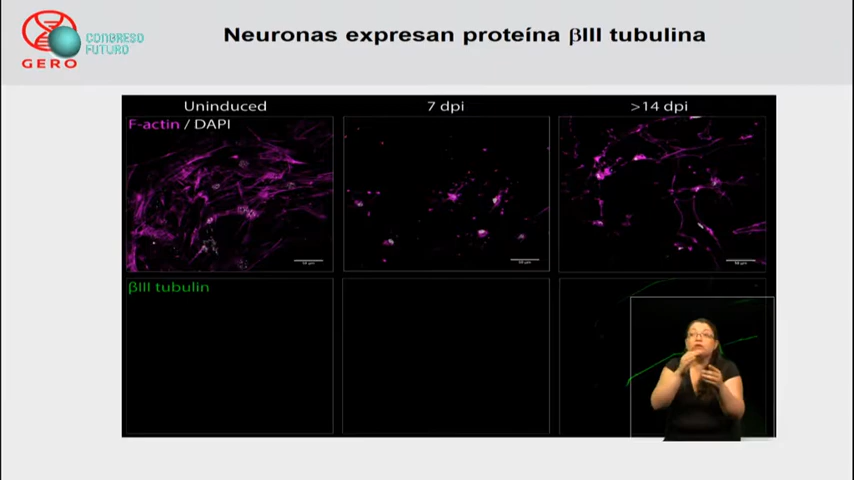 GERO
CONGRESO
FUTURO
Neuronas expresan proteína βIII tubulina
Uninduced
7 dpi
>14 dpi
F-actin / DAPI
βIII tubulin